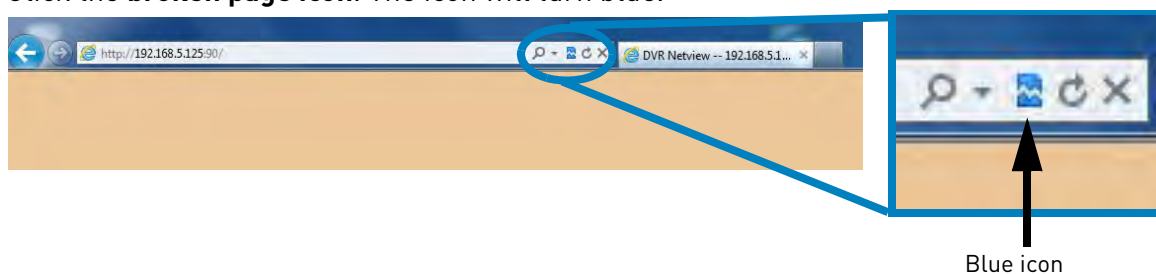 click the broken page icon. The icon will turn blue.
http://192.168.5.125:90/
DVR Netview -- 192.168.5.1...
Blue icon